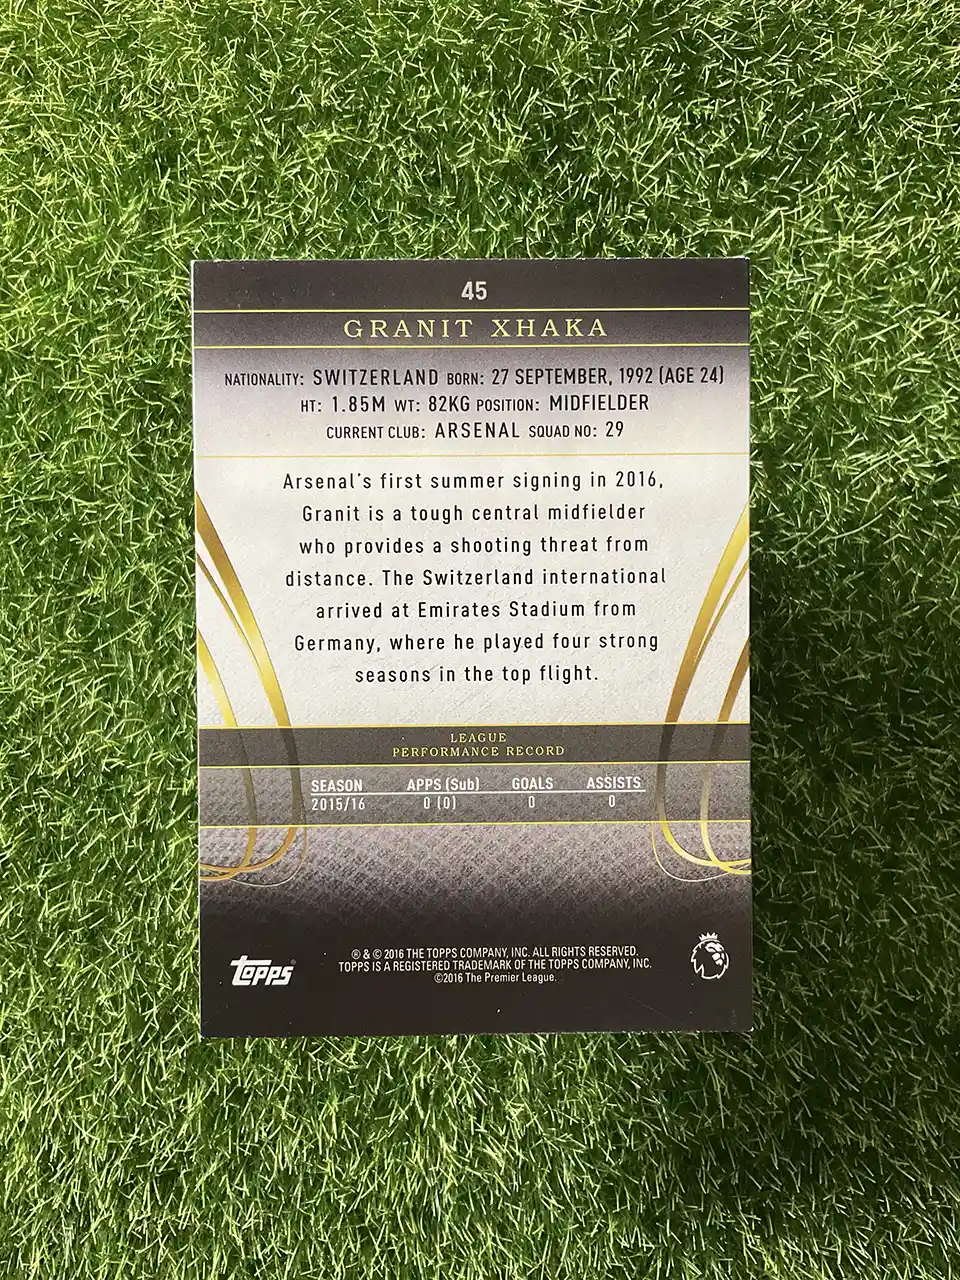 45
GRANIT XHAKA
NATIONALITY: SWITZERLAND BORN: 27 SEPTEMBER, 1992 (AGE 24)
HT: 1.85M WT: 82KG POSITION: MIDFIELDER
CURRENT CLUB: ARSENAL SQUAD NO: 29
Arsenal's first summer signing in 2016,
Granit is a tough central midfielder
who provides a shooting threat from
distance. The Switzerland international
arrived at Emirates Stadium from
Germany, where he played four strong
seasons in the top flight.
LEAGUE
PERFORMANCE RECORD
SEASON APPS (Sub) GOALS ASSISTS
2015/16 0 (0) 0 0
® & © 2016 THE TOPPS COMPANY, INC. ALL RIGHTS RESERVED.
TOPPS IS A REGISTERED TRADEMARK OF THE TOPPS COMPANY, INC.
©2016 The Premier League.
TOPPS®